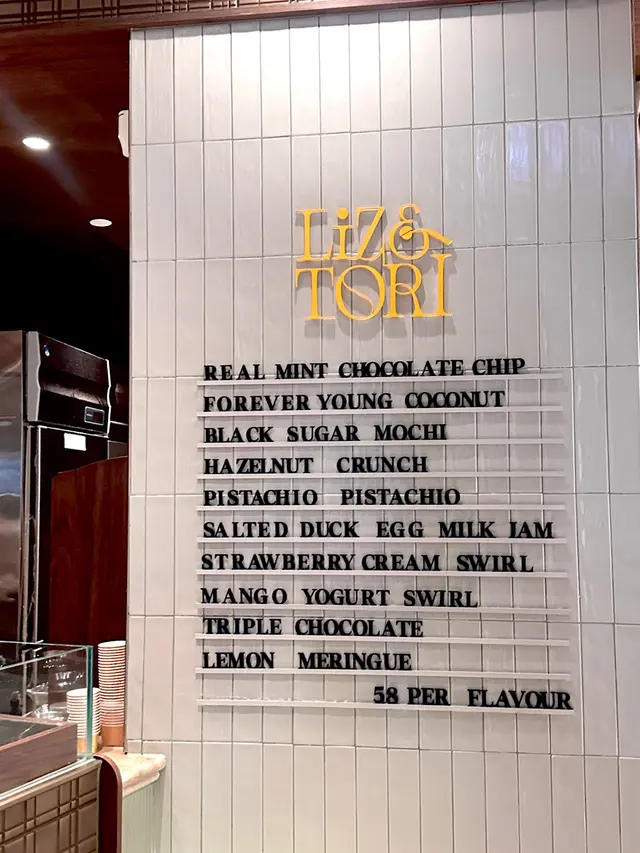 LiZ&
TORI
REAL MINT CHOCOLATE CHIP
FOREVER YOUNG COCONUT
BLACK SUGAR MOCHI
HAZELNUT CRUNCH
PISTACHIO PISTACHIO
SALTED DUCK EGG MILK JAM
STRAWBERRY CREAM SWIRL
MANGO YOGURT SWIRL
TRIPLE CHOCOLATE
LEMON MERINGUE
58 PER FLAVOUR